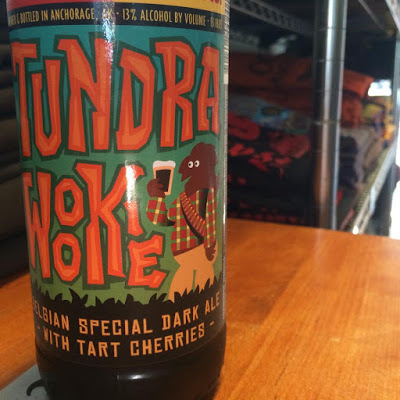 & BOTTLED IN ANCHORAGE, AK · 13% ALCOHOL BY VOLUME ·
TUNDRA
WOOKIE
BELGIAN SPECIAL DARK ALE
- WITH TART CHERRIES -